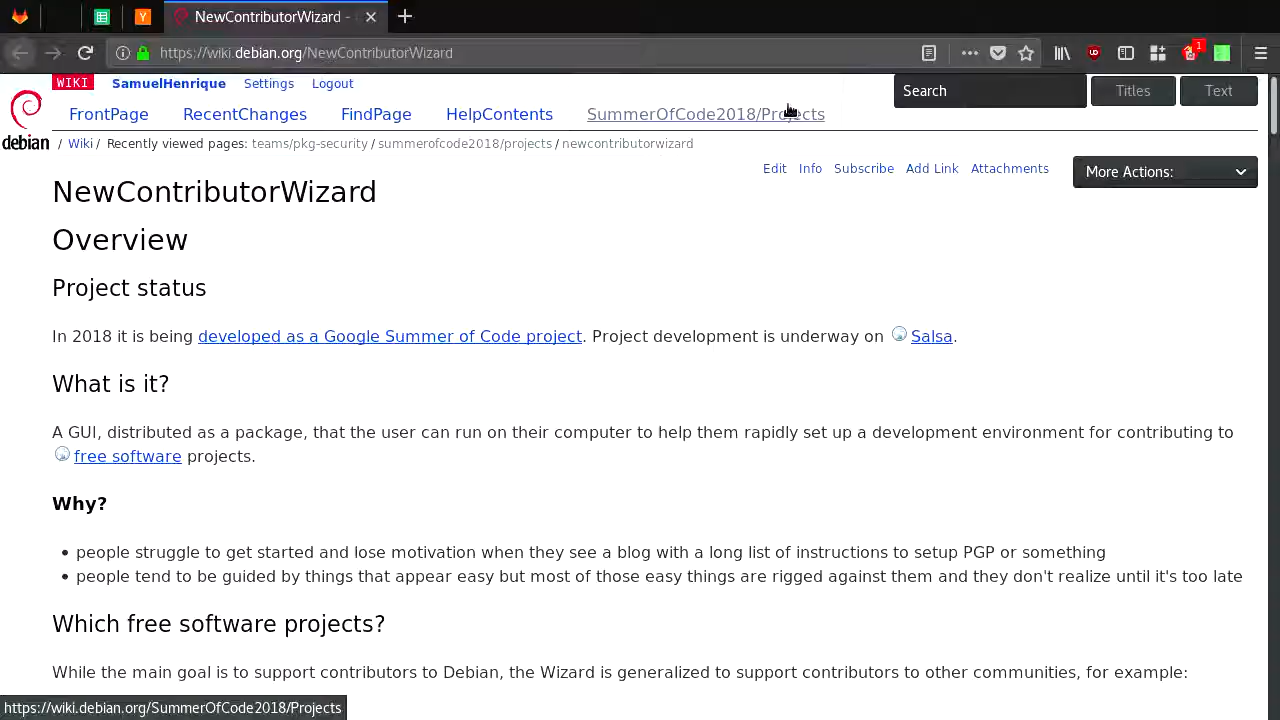 NewContributorWizard -
https://wiki.debian.org/NewContributorWizard
1
WIKI SamuelHenrique Settings Logout
Search Titles Text
FrontPage RecentChanges FindPage HelpContents SummerOfCode2018/Projects
debian / Wiki / Recently viewed pages: teams/pkg-security / summerofcode2018/projects / newcontributorwizard
Edit Info Subscribe Add Link Attachments More Actions:
NewContributorWizard
Overview
Project status
In 2018 it is being developed as a Google Summer of Code project. Project development is underway on Salsa.
What is it?
A GUI, distributed as a package, that the user can run on their computer to help them rapidly set up a development environment for contributing to
free software projects.
Why?
• people struggle to get started and lose motivation when they see a blog with a long list of instructions to setup PGP or something
• people tend to be guided by things that appear easy but most of those easy things are rigged against them and they don't realize until it's too late
Which free software projects?
While the main goal is to support contributors to Debian, the Wizard is generalized to support contributors to other communities, for example:
https://wiki.debian.org/SummerOfCode2018/Projects